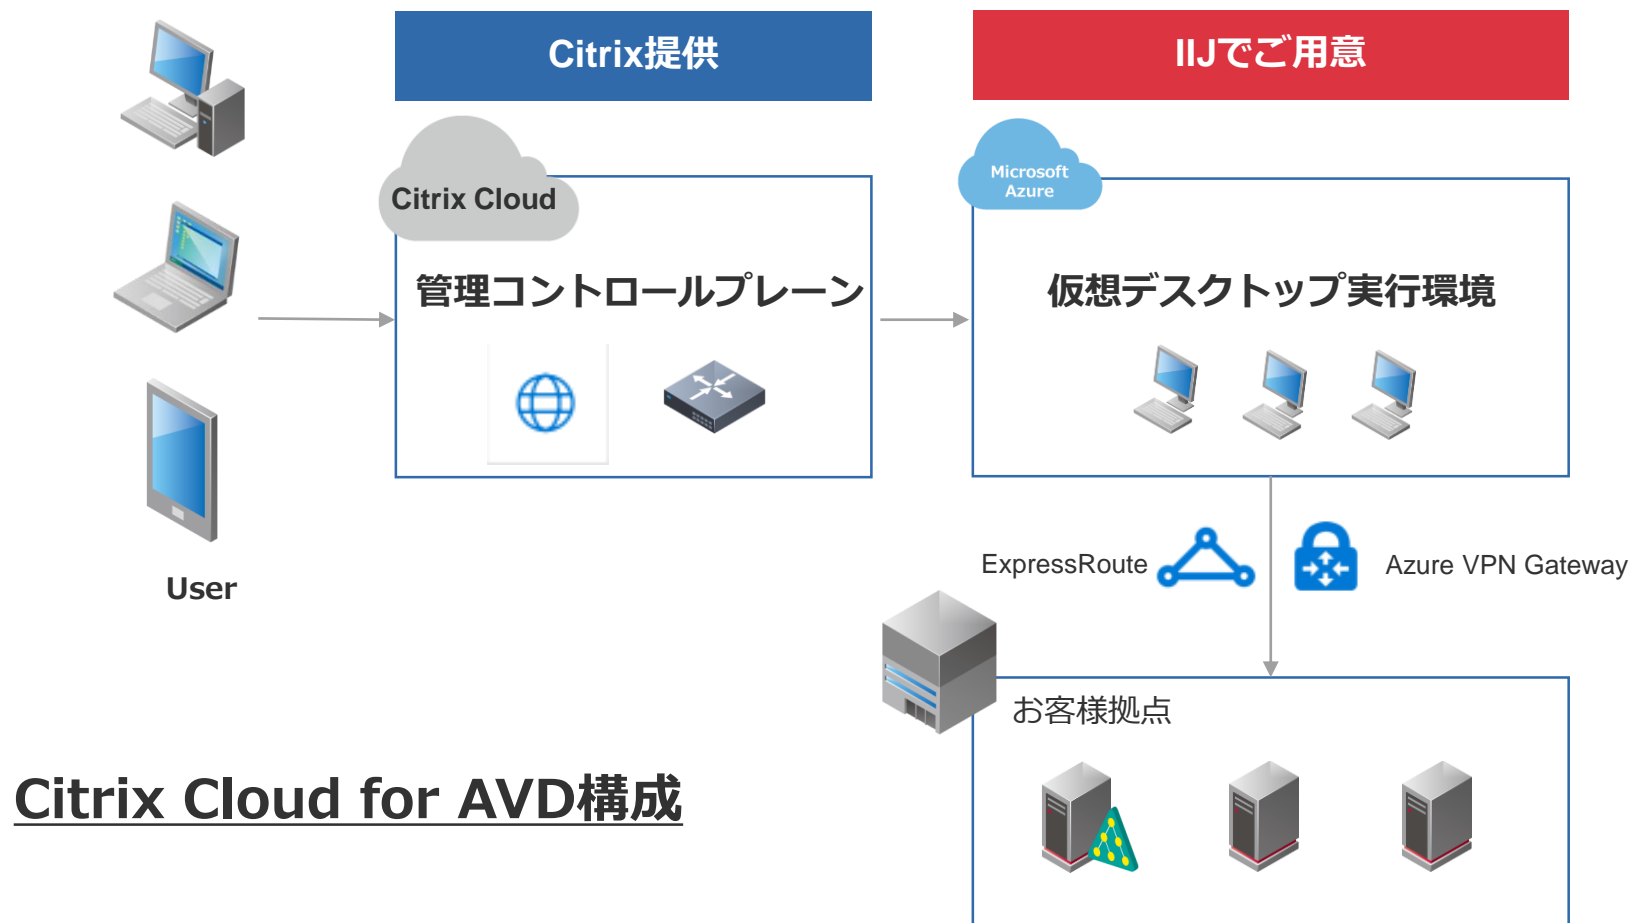 Citrix提供
IIJでご用意
Citrix Cloud
Microsoft
Azure
管理コントロールプレーン
仮想デスクトップ実行環境
User
ExpressRoute
Azure VPN Gateway
お客様拠点
Citrix Cloud for AVD構成